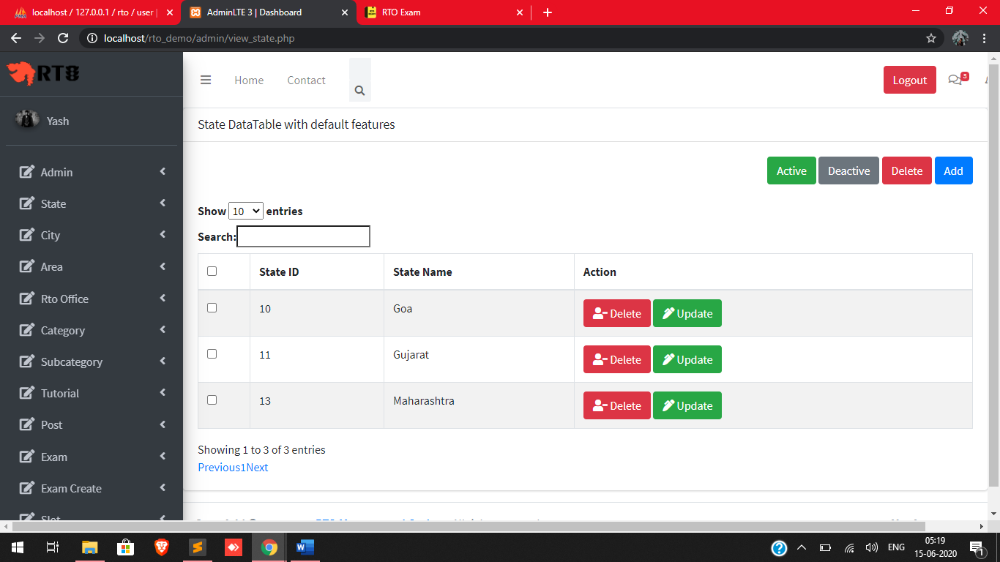 localhost / 127.0.0.1 / rto / user |
AdminLTE 3 | Dashboard
RTO Exam
localhost/rto_demo/admin/view_state.php
RTO
Home
Contact
Logout
3
Yash
State DataTable with default features
Active
Deactive
Delete
Add
Admin
State
City
Area
Rto Office
Category
Subcategory
Tutorial
Post
Exam
Exam Create
Slot
Show 10 entries
Search:
State ID
State Name
Action
10
Goa
Delete
Update
11
Gujarat
Delete
Update
13
Maharashtra
Delete
Update
Showing 1 to 3 of 3 entries
Previous1Next
ENG
05:19
15-06-2020
1